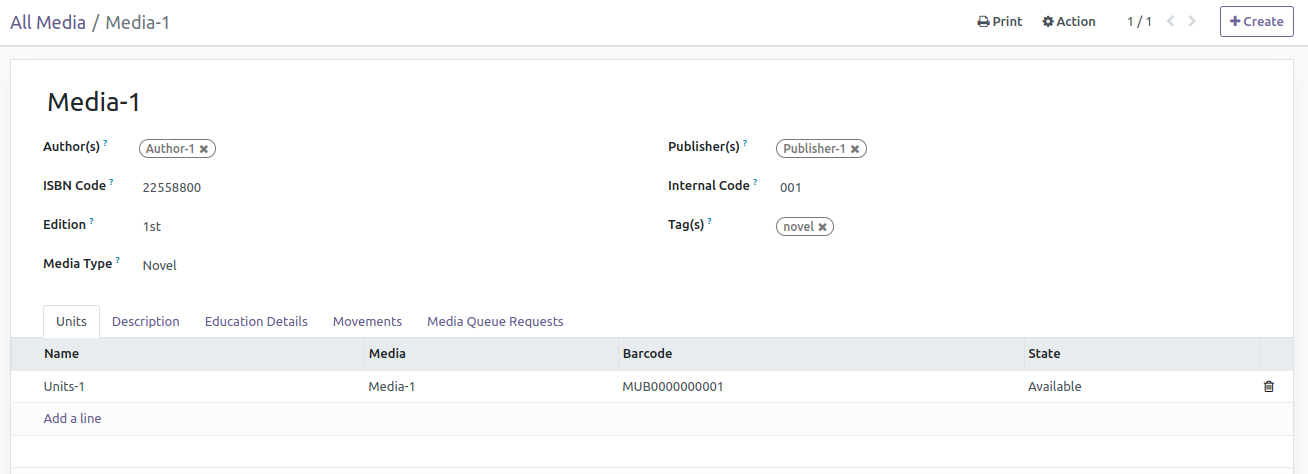 All Media / Media-1 Print Action 1 / 1 Create
Media-1
Author(s) ? Author-1 Publisher(s) ? Publisher-1
ISBN Code ? 22558800 Internal Code ? 001
Edition ? 1st Tag(s) ? novel
Media Type ? Novel
Units Description Education Details Movements Media Queue Requests
Name Media Barcode State
Units-1 Media-1 MUB0000000001 Available
Add a line